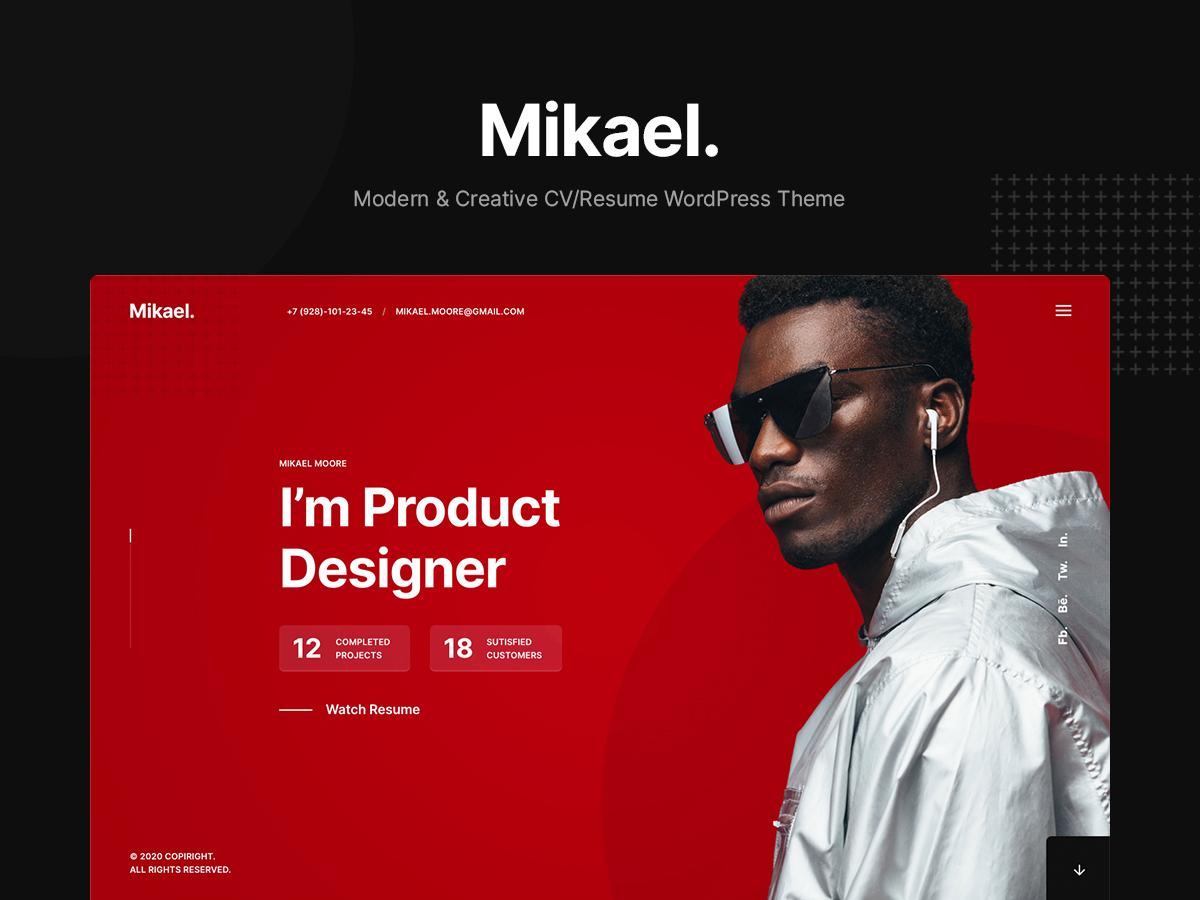 Mikael.
Modern & Creative CV/Resume WordPress Theme
Mikael.
+7 (928)-101-23-45 / MIKAEL.MOORE@GMAIL.COM
MIKAEL MOORE
I’m Product
Designer
12 COMPLETED
PROJECTS
18 SUTISFIED
CUSTOMERS
Watch Resume
Fb. Bē. Tw. In.
© 2020 COPIRIGHT.
ALL RIGHTS RESERVED.